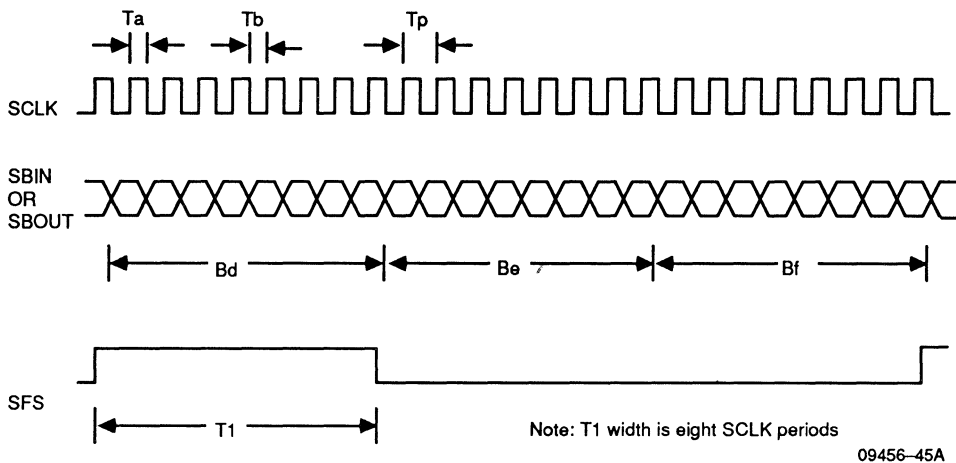 Ta Tb Tp
SCLK
SBIN
OR
SBOUT
Bd Be Bf
SFS
T1
Note: T1 width is eight SCLK periods
09456–45A